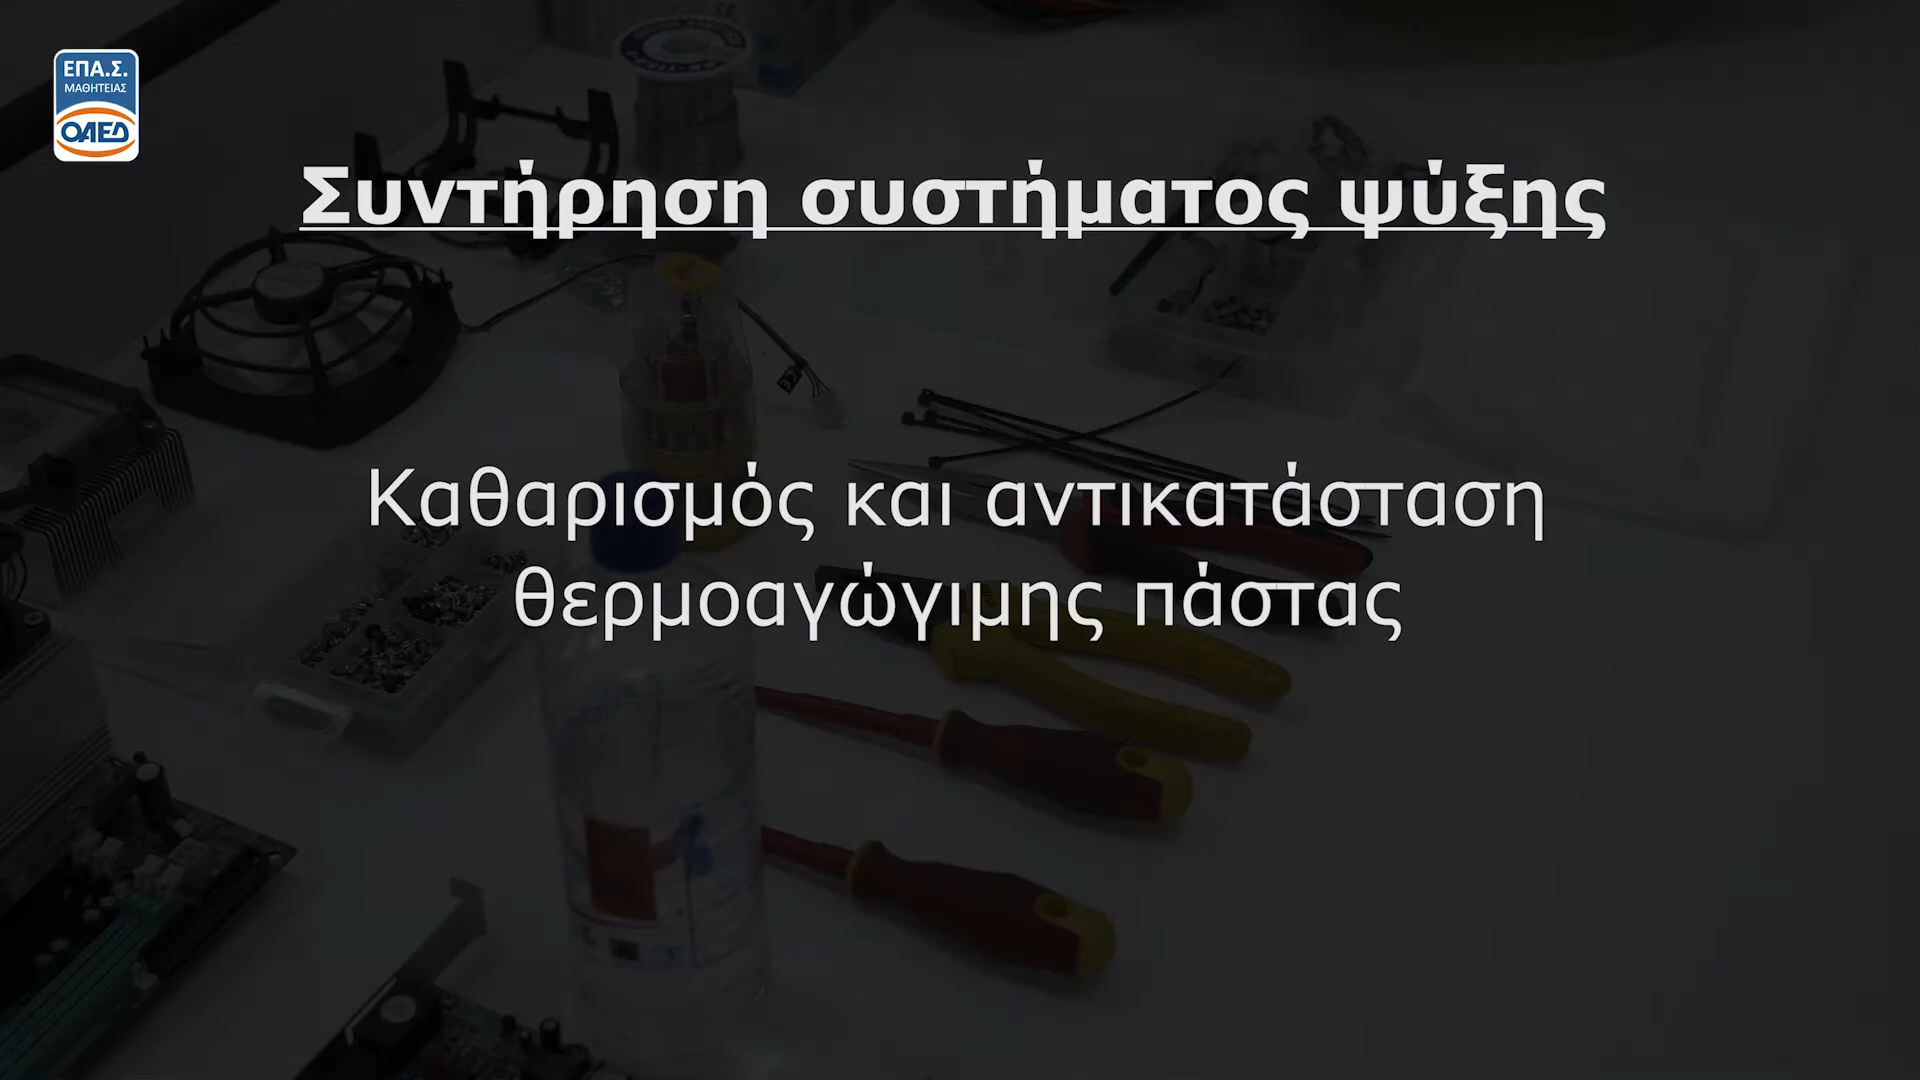 ΕΠΑ.Σ.
ΜΑΘΗΤΕΙΑΣ
ΟΑΕΔ
Συντήρηση συστήματος ψύξης
Καθαρισμός και αντικατάσταση
θερμοαγώγιμης πάστας